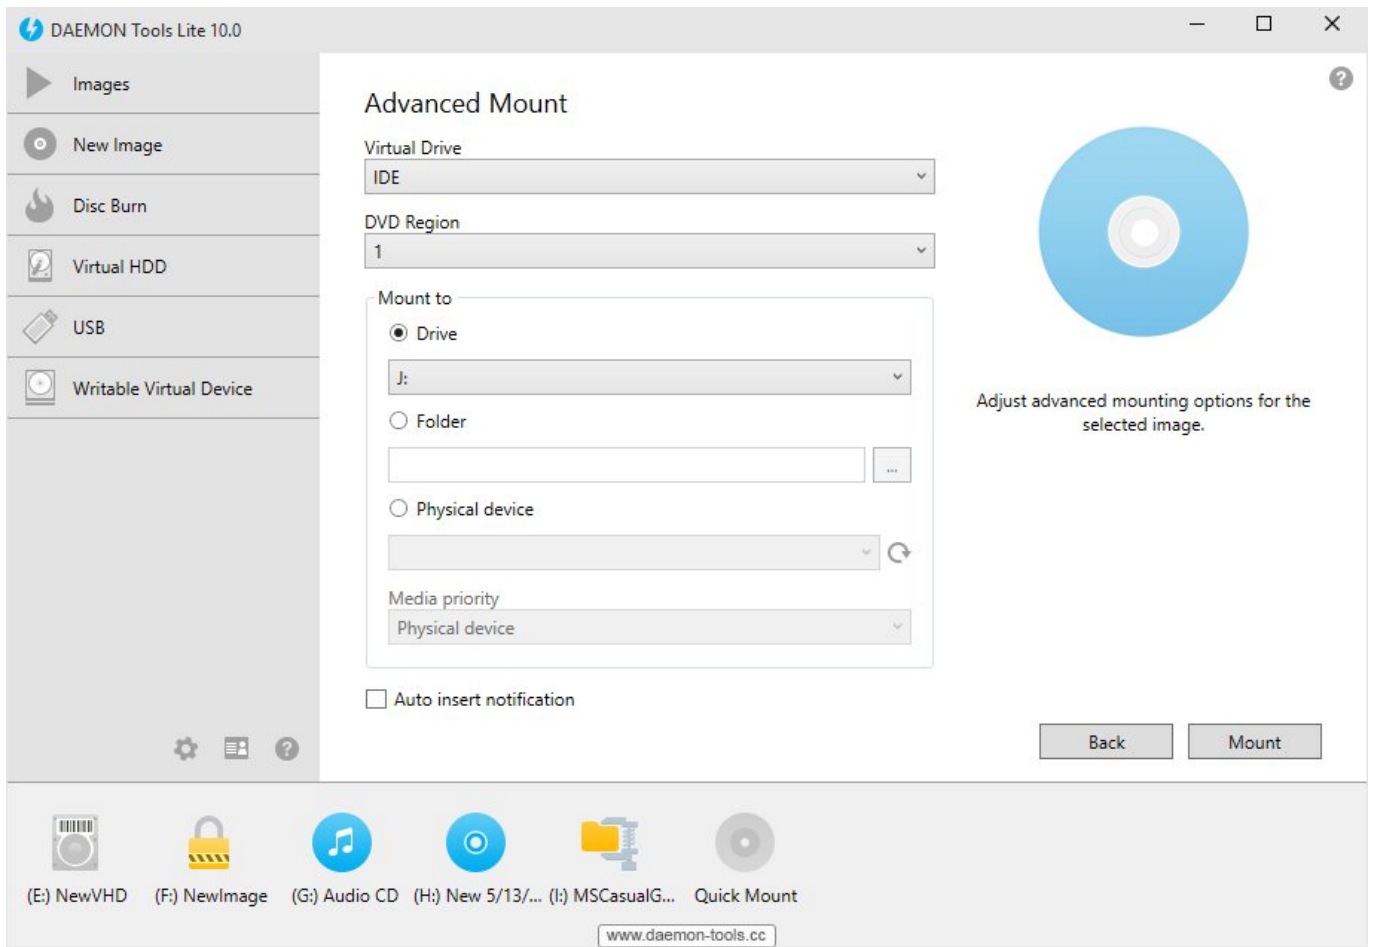 DAEMON Tools Lite 10.0
Images
New Image
Disc Burn
Virtual HDD
USB
Writable Virtual Device
Advanced Mount
Virtual Drive
IDE
DVD Region
1
Mount to
Drive
J:
Folder
...
Physical device
Media priority
Physical device
Auto insert notification
Adjust advanced mounting options for the
selected image.
Back
Mount
(E:) NewVHD
(F:) NewImage
(G:) Audio CD
(H:) New 5/13/...
(I:) MSCasualG...
Quick Mount
www.daemon-tools.cc